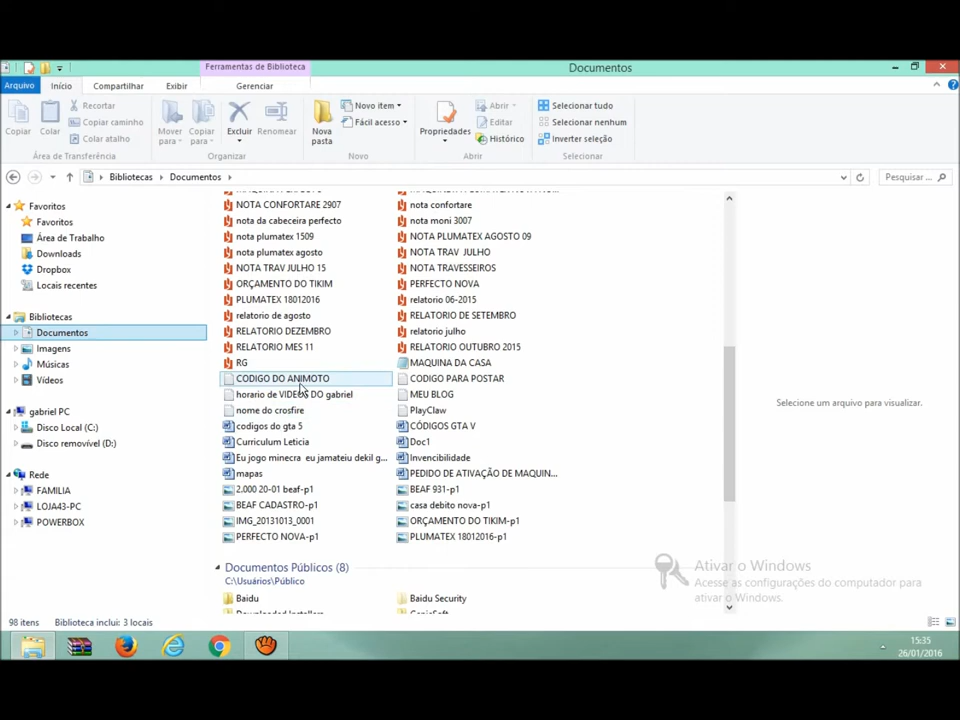 Ferramentas de Biblioteca
Documentos
Arquivo
Início
Compartilhar
Exibir
Gerenciar
Copiar
Colar
Recortar
Copiar caminho
Colar atalho
Área de Transferência
Mover para
Copiar para
Excluir
Renomear
Organizar
Nova pasta
Novo item
Fácil acesso
Novo
Propriedades
Abrir
Editar
Histórico
Abrir
Selecionar tudo
Selecionar nenhum
Inverter seleção
Selecionar
Bibliotecas
Documentos
Pesquisar ...
Favoritos
Favoritos
Área de Trabalho
Downloads
Dropbox
Locais recentes
Bibliotecas
Documentos
Imagens
Músicas
Vídeos
gabriel PC
Disco Local (C:)
Disco removível (D:)
Rede
FAMILIA
LOJA43-PC
POWERBOX
NOTA CONFORTARE 2907
nota confortare
nota da cabeceira perfecto
nota moni 3007
nota plumatex 1509
NOTA PLUMATEX AGOSTO 09
nota plumatex agosto
NOTA TRAV JULHO
NOTA TRAV JULHO 15
NOTA TRAVESSEIROS
ORÇAMENTO DO TIKIM
PERFECTO NOVA
PLUMATEX 18012016
relatorio 06-2015
relatorio de agosto
RELATORIO DE SETEMBRO
RELATORIO DEZEMBRO
relatorio julho
RELATORIO MES 11
RELATORIO OUTUBRO 2015
RG
MAQUINA DA CASA
CODIGO DO ANIMOTO
CODIGO PARA POSTAR
horario de VIDEOS DO gabriel
MEU BLOG
nome do crosfire
PlayClaw
codigos do gta 5
CÓDIGOS GTA V
Curriculum Leticia
Doc1
Eu jogo minecra eu jamateiu dekil g...
Invencibilidade
mapas
PEDIDO DE ATIVAÇÃO DE MAQUIN...
2.000 20-01 beaf-p1
BEAF 931-p1
BEAF CADASTRO-p1
casa debito nova-p1
IMG_20131013_0001
ORÇAMENTO DO TIKIM-p1
PERFECTO NOVA-p1
PLUMATEX 18012016-p1
Documentos Públicos (8)
C:\Usuários\Público
Baidu
Baidu Security
Selecione um arquivo para visualizar.
Ativar o Windows
Acesse as configurações do computador para
ativar o Windows.
98 itens
Biblioteca inclui: 3 locais
15:35
26/01/2016